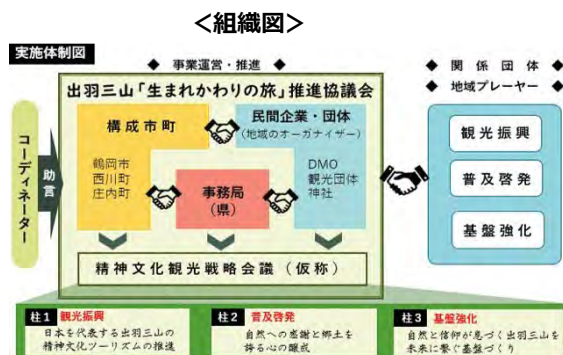 <組織図>
実施体制図
◆ 事業運営・推進 ◆
◆ 関係団体 ◆
◆ 地域プレーヤー ◆
出羽三山「生まれかわりの旅」推進協議会
コーディネーター
助言
構成市町
鶴岡市
西川町
庄内町
民間企業・団体
(地域のオーガナイザー)
DMO
観光団体
神社
事務局
(県)
精神文化観光戦略会議(仮称)
観光振興
普及啓発
基盤強化
柱1 観光振興
日本を代表する出羽三山の
精神文化ツーリズムの推進
柱2 普及啓発
自然への感謝と郷土を
誇る心の醸成
柱3 基盤強化
自然と信仰が息づく出羽三山を
未来に繋ぐ基盤づくり